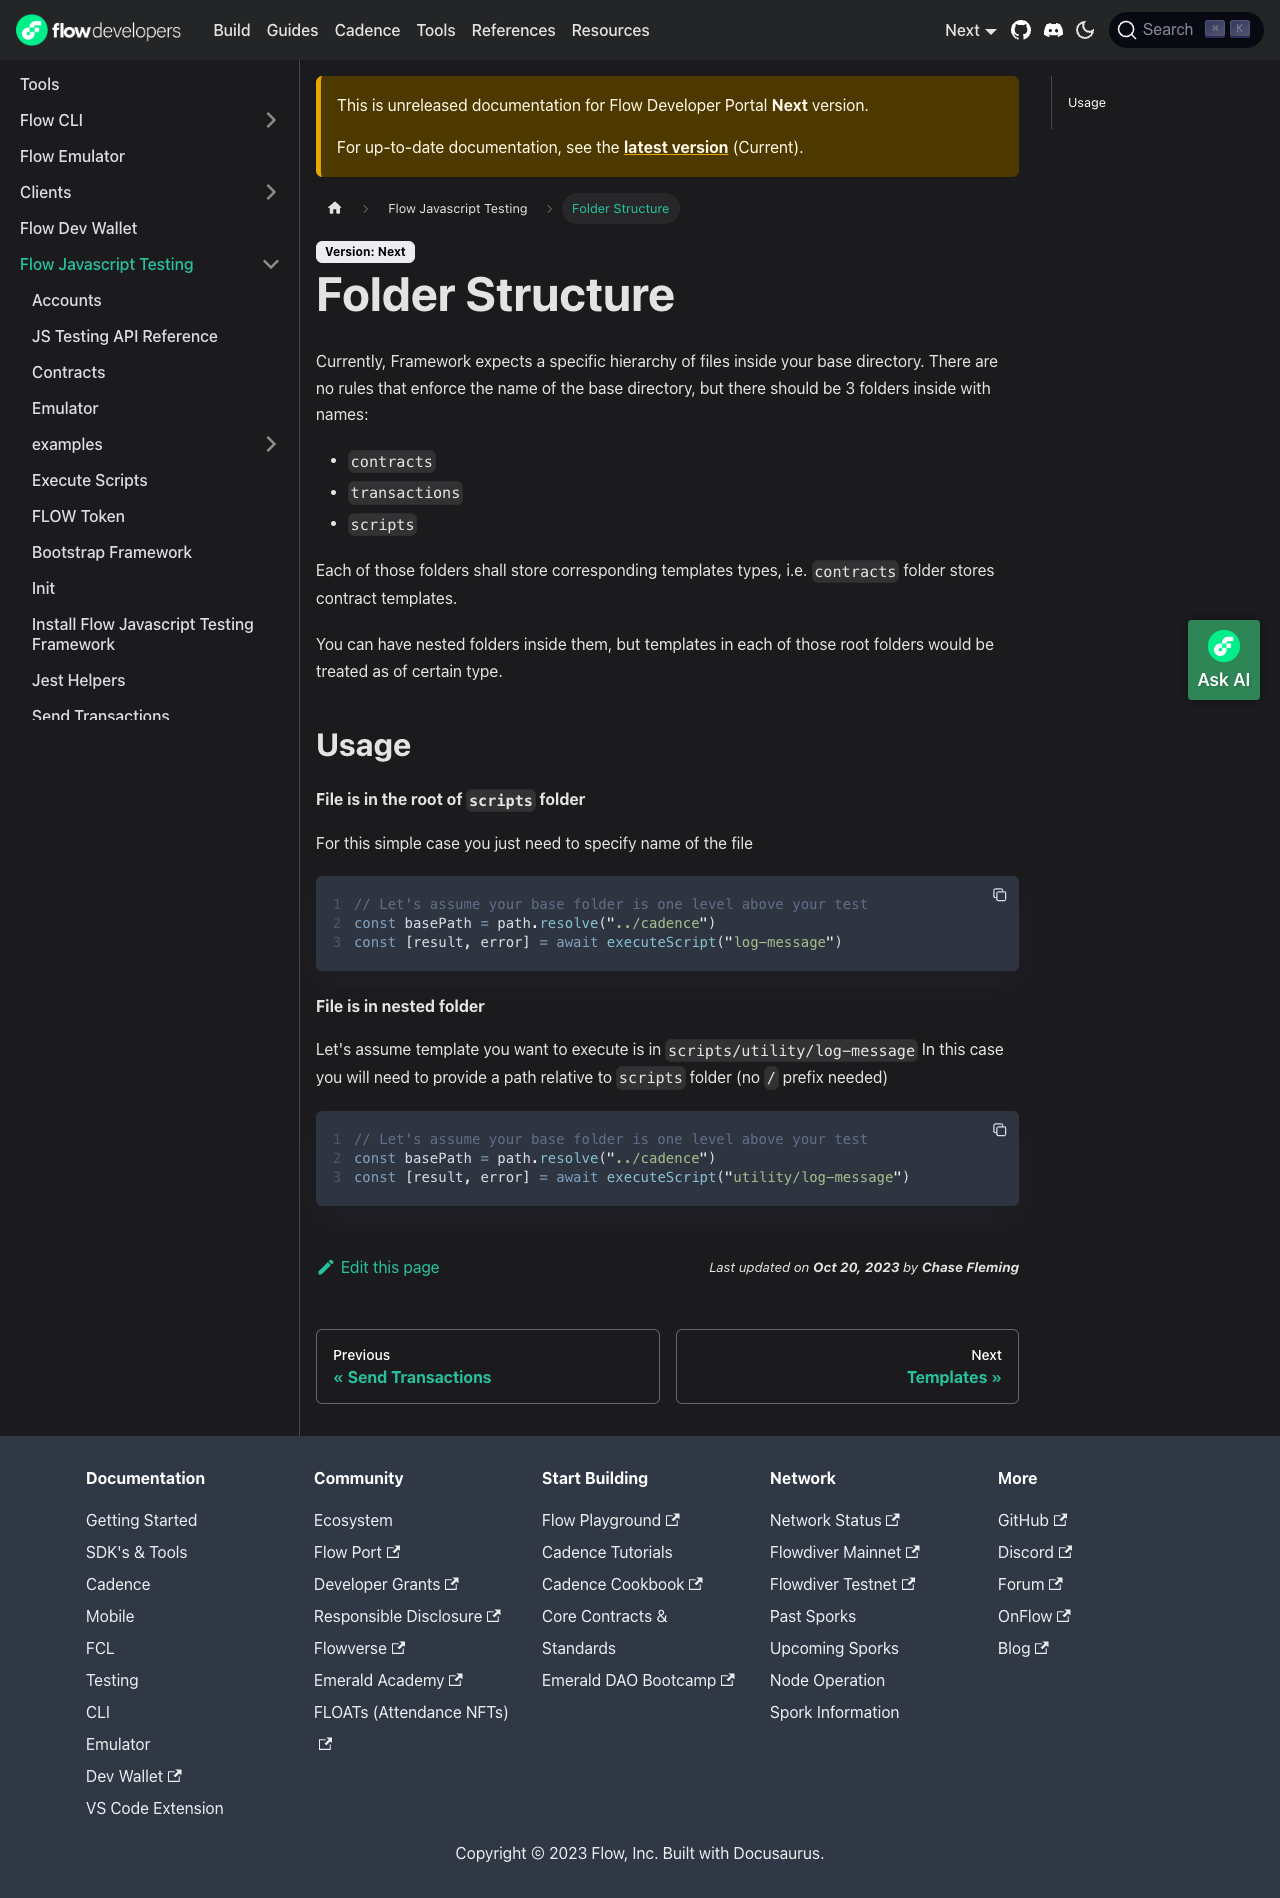 flowdevelopers
Build Guides Cadence Tools References Resources
Next
Search ⌘ K
Tools
Flow CLI
Flow Emulator
Clients
Flow Dev Wallet
Flow Javascript Testing
Accounts
JS Testing API Reference
Contracts
Emulator
examples
Execute Scripts
FLOW Token
Bootstrap Framework
Init
Install Flow Javascript Testing
Framework
Jest Helpers
Send Transactions
This is unreleased documentation for Flow Developer Portal Next version.
For up-to-date documentation, see the latest version (Current).
Flow Javascript Testing
Folder Structure
Version: Next
Folder Structure
Currently, Framework expects a specific hierarchy of files inside your base directory. There are
no rules that enforce the name of the base directory, but there should be 3 folders inside with
names:
• contracts
• transactions
• scripts
Each of those folders shall store corresponding templates types, i.e. contracts folder stores
contract templates.
You can have nested folders inside them, but templates in each of those root folders would be
treated as of certain type.
Usage
File is in the root of scripts folder
For this simple case you just need to specify name of the file
1 // Let's assume your base folder is one level above your test
2 const basePath = path.resolve("../cadence")
3 const [result, error] = await executeScript("log-message")
File is in nested folder
Let's assume template you want to execute is in scripts/utility/log-message In this case
you will need to provide a path relative to scripts folder (no / prefix needed)
1 // Let's assume your base folder is one level above your test
2 const basePath = path.resolve("../cadence")
3 const [result, error] = await executeScript("utility/log-message")
Edit this page
Last updated on Oct 20, 2023 by Chase Fleming
Previous
« Send Transactions
Next
Templates »
Usage
Ask AI
Documentation
Getting Started
SDK's & Tools
Cadence
Mobile
FCL
Testing
CLI
Emulator
Dev Wallet
VS Code Extension
Community
Ecosystem
Flow Port
Developer Grants
Responsible Disclosure
Flowverse
Emerald Academy
FLOATs (Attendance NFTs)
Start Building
Flow Playground
Cadence Tutorials
Cadence Cookbook
Core Contracts &
Standards
Emerald DAO Bootcamp
Network
Network Status
Flowdiver Mainnet
Flowdiver Testnet
Past Sporks
Upcoming Sporks
Node Operation
Spork Information
More
GitHub
Discord
Forum
OnFlow
Blog
Copyright © 2023 Flow, Inc. Built with Docusaurus.